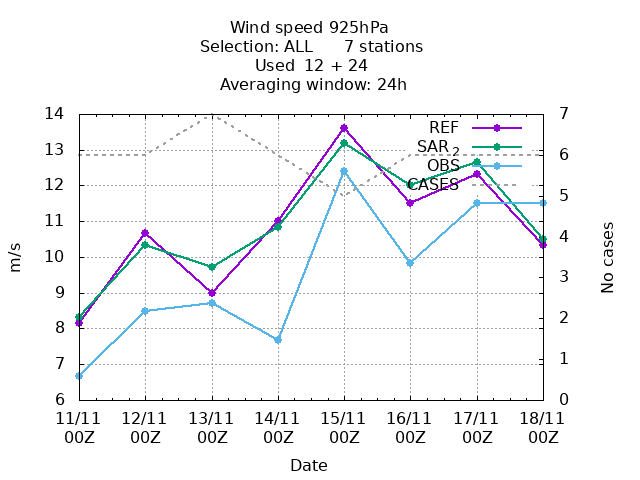 Wind speed 925hPa
Selection: ALL 7 stations
Used 12 + 24
Averaging window: 24h
14
13
12
11
10
9
8
7
6
m/s
7
6
5
4
3
2
1
0
No cases
REF
SAR 2
OBS
CASES
11/11 12/11 13/11 14/11 15/11 16/11 17/11 18/11
00Z 00Z 00Z 00Z 00Z 00Z 00Z 00Z
Date